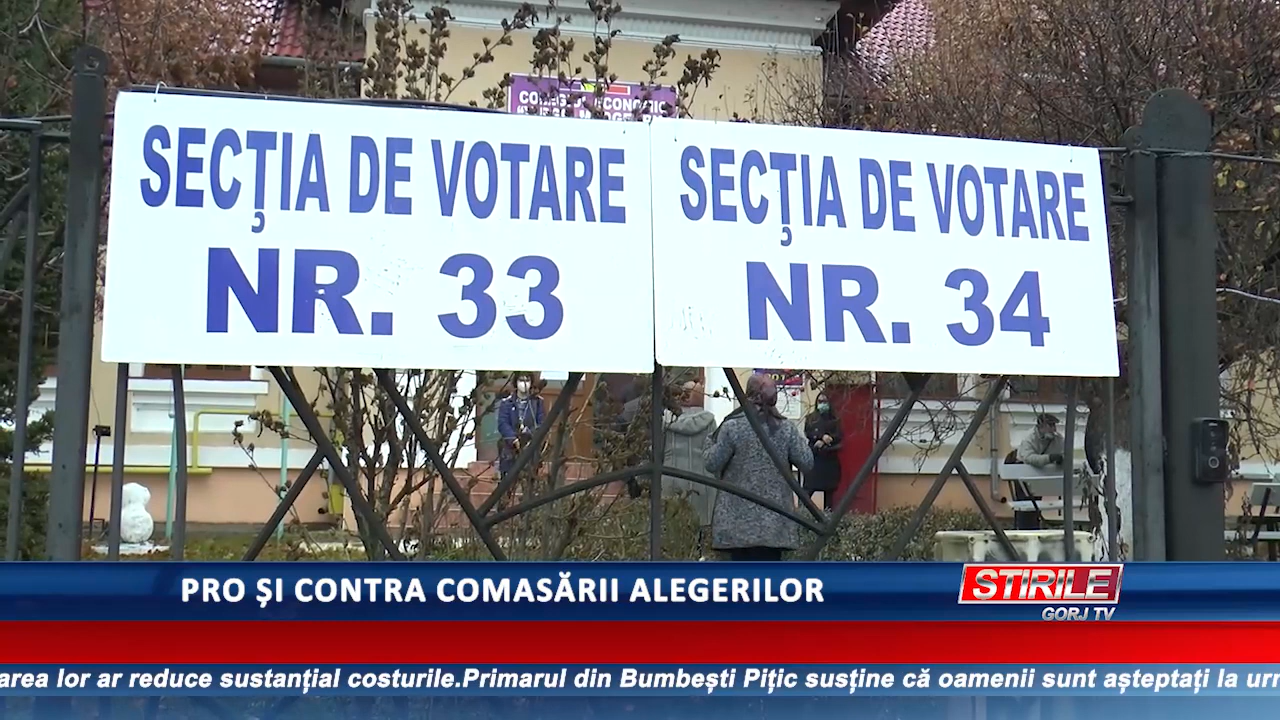 SECȚIA DE VOTARE
NR. 33
SECȚIA DE VOTARE
NR. 34
PRO ȘI CONTRA COMASĂRII ALEGERILOR
STIRILE
GORJ TV
area lor ar reduce sustanțial costurile.Primarul din Bumbești Pițic susține că oamenii sunt așteptați la urr